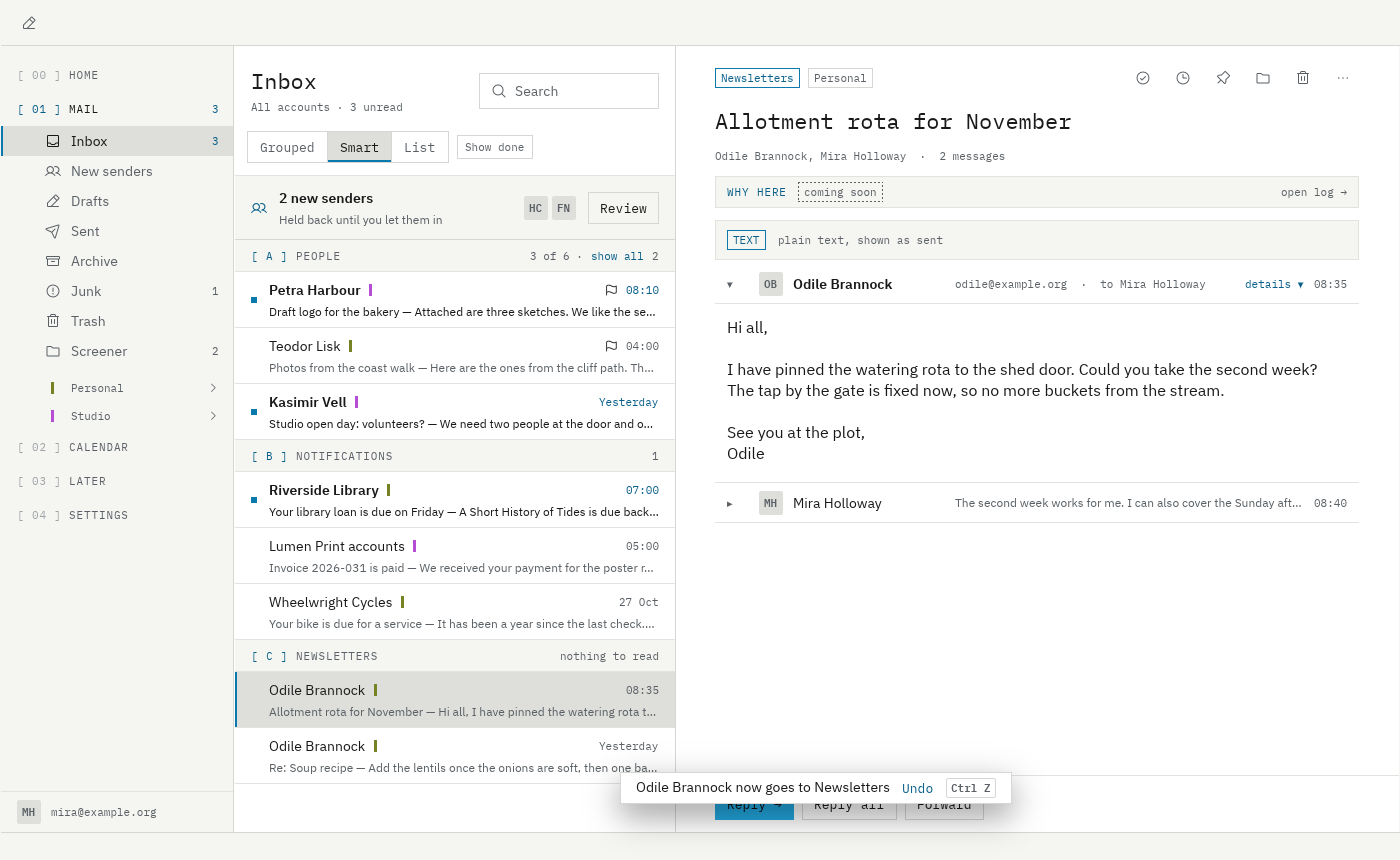 [ 00 ] HOME
[ 01 ] MAIL 3
Inbox 3
New senders
Drafts
Sent
Archive
Junk 1
Trash
Screener 2
Personal
Studio
[ 02 ] CALENDAR
[ 03 ] LATER
[ 04 ] SETTINGS
MH mira@example.org
Inbox
All accounts · 3 unread
Search
Grouped Smart List Show done
2 new senders
Held back until you let them in
HC FN Review
[ A ] PEOPLE 3 of 6 · show all 2
Petra Harbour 08:10
Draft logo for the bakery — Attached are three sketches. We like the se…
Teodor Lisk 04:00
Photos from the coast walk — Here are the ones from the cliff path. Th…
Kasimir Vell Yesterday
Studio open day: volunteers? — We need two people at the door and o…
[ B ] NOTIFICATIONS 1
Riverside Library 07:00
Your library loan is due on Friday — A Short History of Tides is due back…
Lumen Print accounts 05:00
Invoice 2026-031 is paid — We received your payment for the poster r…
Wheelwright Cycles 27 Oct
Your bike is due for a service — It has been a year since the last check.…
[ C ] NEWSLETTERS nothing to read
Odile Brannock 08:35
Allotment rota for November — Hi all, I have pinned the watering rota t…
Odile Brannock Yesterday
Re: Soup recipe — Add the lentils once the onions are soft, then one ba…
Newsletters Personal
Allotment rota for November
Odile Brannock, Mira Holloway · 2 messages
WHY HERE coming soon open log →
TEXT plain text, shown as sent
▾ OB Odile Brannock odile@example.org · to Mira Holloway details ▾ 08:35
Hi all,
I have pinned the watering rota to the shed door. Could you take the second week?
The tap by the gate is fixed now, so no more buckets from the stream.
See you at the plot,
Odile
▸ MH Mira Holloway The second week works for me. I can also cover the Sunday aft… 08:40
Odile Brannock now goes to Newsletters Undo Ctrl Z
Reply → Reply all Forward